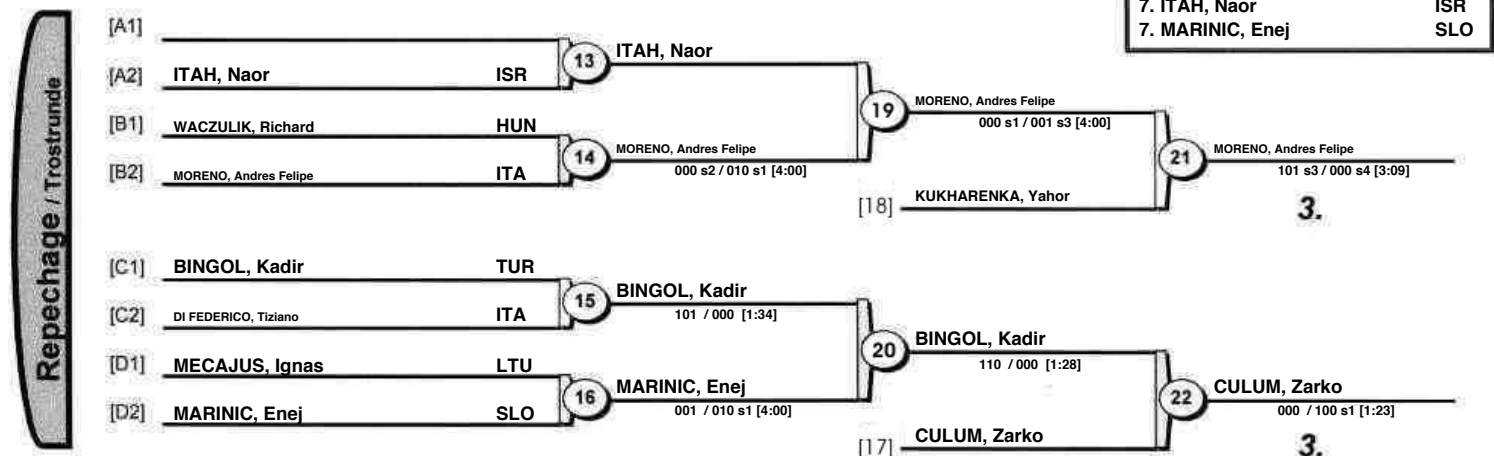 7. ITAH, Naor ISR
7. MARINIC, Enej SLO
Repechage / Trostrunde
[A1]
[A2] ITAH, Naor ISR
13
ITAH, Naor
[B1] WACZULIK, Richard HUN
[B2] MORENO, Andres Felipe ITA
14
MORENO, Andres Felipe
000 s2 / 010 s1 [4:00]
19
MORENO, Andres Felipe
000 s1 / 001 s3 [4:00]
[18] KUKHARENKA, Yahor
21
MORENO, Andres Felipe
101 s3 / 000 s4 [3:09]
3.
[C1] BINGOL, Kadir TUR
[C2] DI FEDERICO, Tiziano ITA
15
BINGOL, Kadir
101 / 000 [1:34]
[D1] MECAJUS, Ignas LTU
[D2] MARINIC, Enej SLO
16
MARINIC, Enej
001 / 010 s1 [4:00]
20
BINGOL, Kadir
110 / 000 [1:28]
[17] CULUM, Zarko
22
CULUM, Zarko
000 / 100 s1 [1:23]
3.